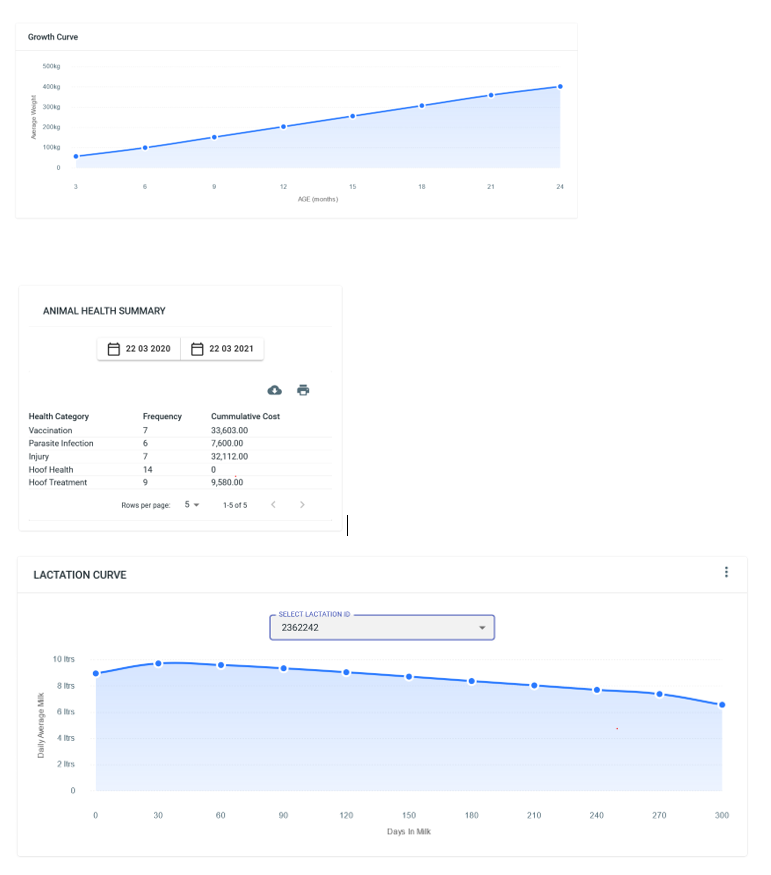 Growth Curve
500kg
400kg
300kg
200kg
100kg
0
Average Weight
3 6 9 12 15 18 21 24
AGE (months)
ANIMAL HEALTH SUMMARY
22 03 2020 22 03 2021
Health Category Frequency Cummulative Cost
Vaccination 7 33,603.00
Parasite Infection 6 7,600.00
Injury 7 32,112.00
Hoof Health 14 0
Hoof Treatment 9 9,580.00
Rows per page: 5 1-5 of 5
LACTATION CURVE
SELECT LACTATION ID
2362242
10 ltrs
8 ltrs
6 ltrs
4 ltrs
2 ltrs
0
Daily Average Milk
0 30 60 90 120 150 180 210 240 270 300
Days In Milk